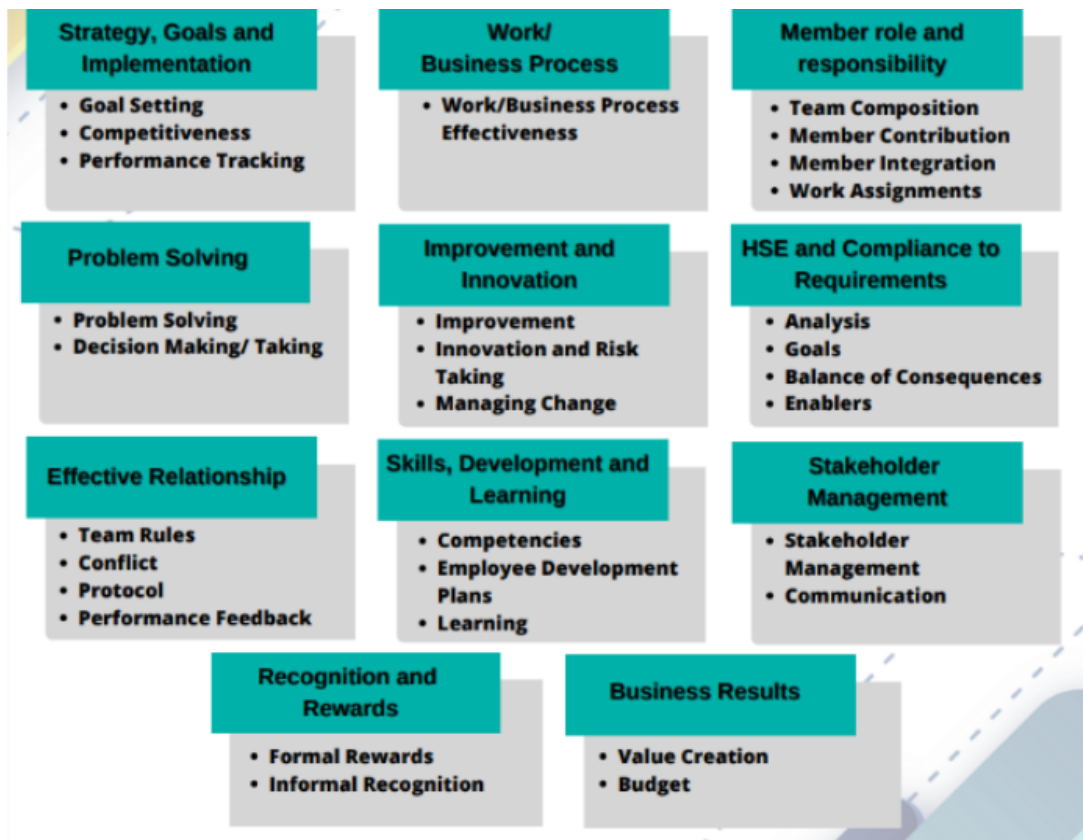 Strategy, Goals and
Implementation
• Goal Setting
• Competitiveness
• Performance Tracking
Work/
Business Process
• Work/Business Process
Effectiveness
Member role and
responsibility
• Team Composition
• Member Contribution
• Member Integration
• Work Assignments
Problem Solving
• Problem Solving
• Decision Making/ Taking
Improvement and
Innovation
• Improvement
• Innovation and Risk
Taking
• Managing Change
HSE and Compliance to
Requirements
• Analysis
• Goals
• Balance of Consequences
• Enablers
Effective Relationship
• Team Rules
• Conflict
• Protocol
• Performance Feedback
Skills, Development and
Learning
• Competencies
• Employee Development
Plans
• Learning
Stakeholder
Management
• Stakeholder
Management
• Communication
Recognition and
Rewards
• Formal Rewards
• Informal Recognition
Business Results
• Value Creation
• Budget